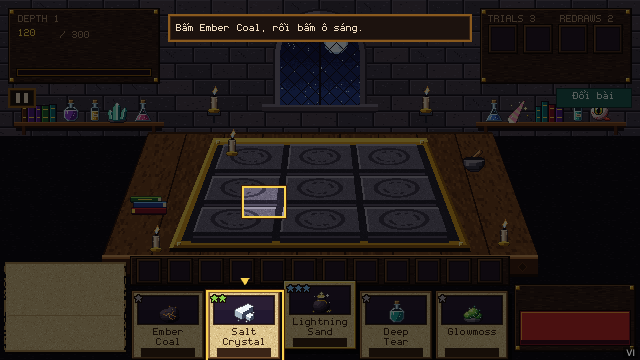 Bấm Ember Coal, rồi bấm ô sáng.
DEPTH 1
120 / 300
TRIALS 3 REDRAWS 2
Đổi bài
Ember
Coal
Salt
Crystal
Lightning
Sand
Deep
Tear
Glowmoss
VI